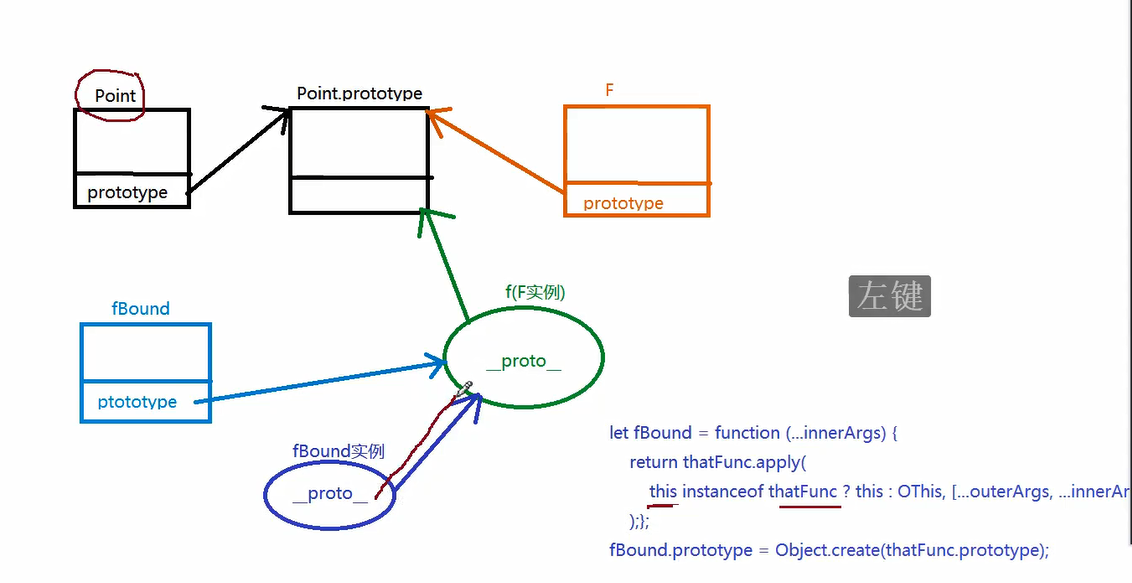 Point
Point.prototype
F
prototype
prototype
f(F实例)
fBound
左键
__proto__
ptototype
let fBound = function (...innerArgs) {
fBound实例
return thatFunc.apply(
__proto__
this instanceof thatFunc ? this : OThis, [...outerArgs, ...innerAr
);};
fBound.prototype = Object.create(thatFunc.prototype);